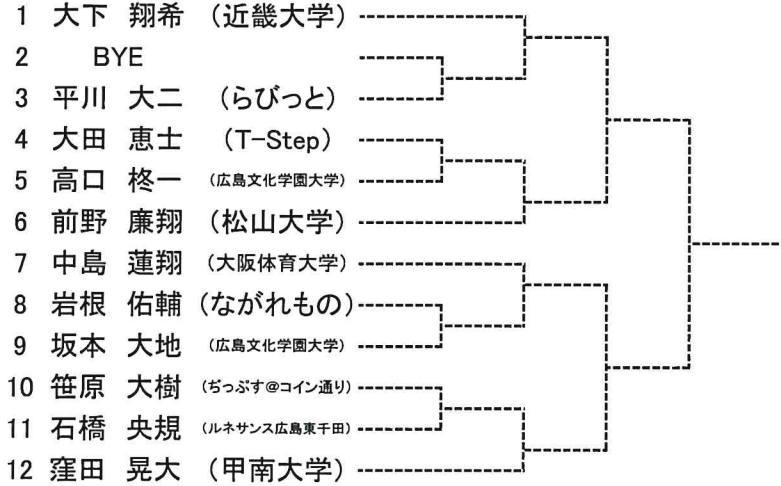 1 大下 翔希 (近畿大学)
2 BYE
3 平川 大二 (らびっと)
4 大田 恵士 (T-Step)
5 高口 柊一 (広島文化学園大学)
6 前野 廉翔 (松山大学)
7 中島 蓮翔 (大阪体育大学)
8 岩根 佑輔 (ながれもの)
9 坂本 大地 (広島文化学園大学)
10 笹原 大樹 (ぢっぷす@コイン通り)
11 石橋 央規 (ルネサンス広島東千田)
12 窪田 晃大 (甲南大学)